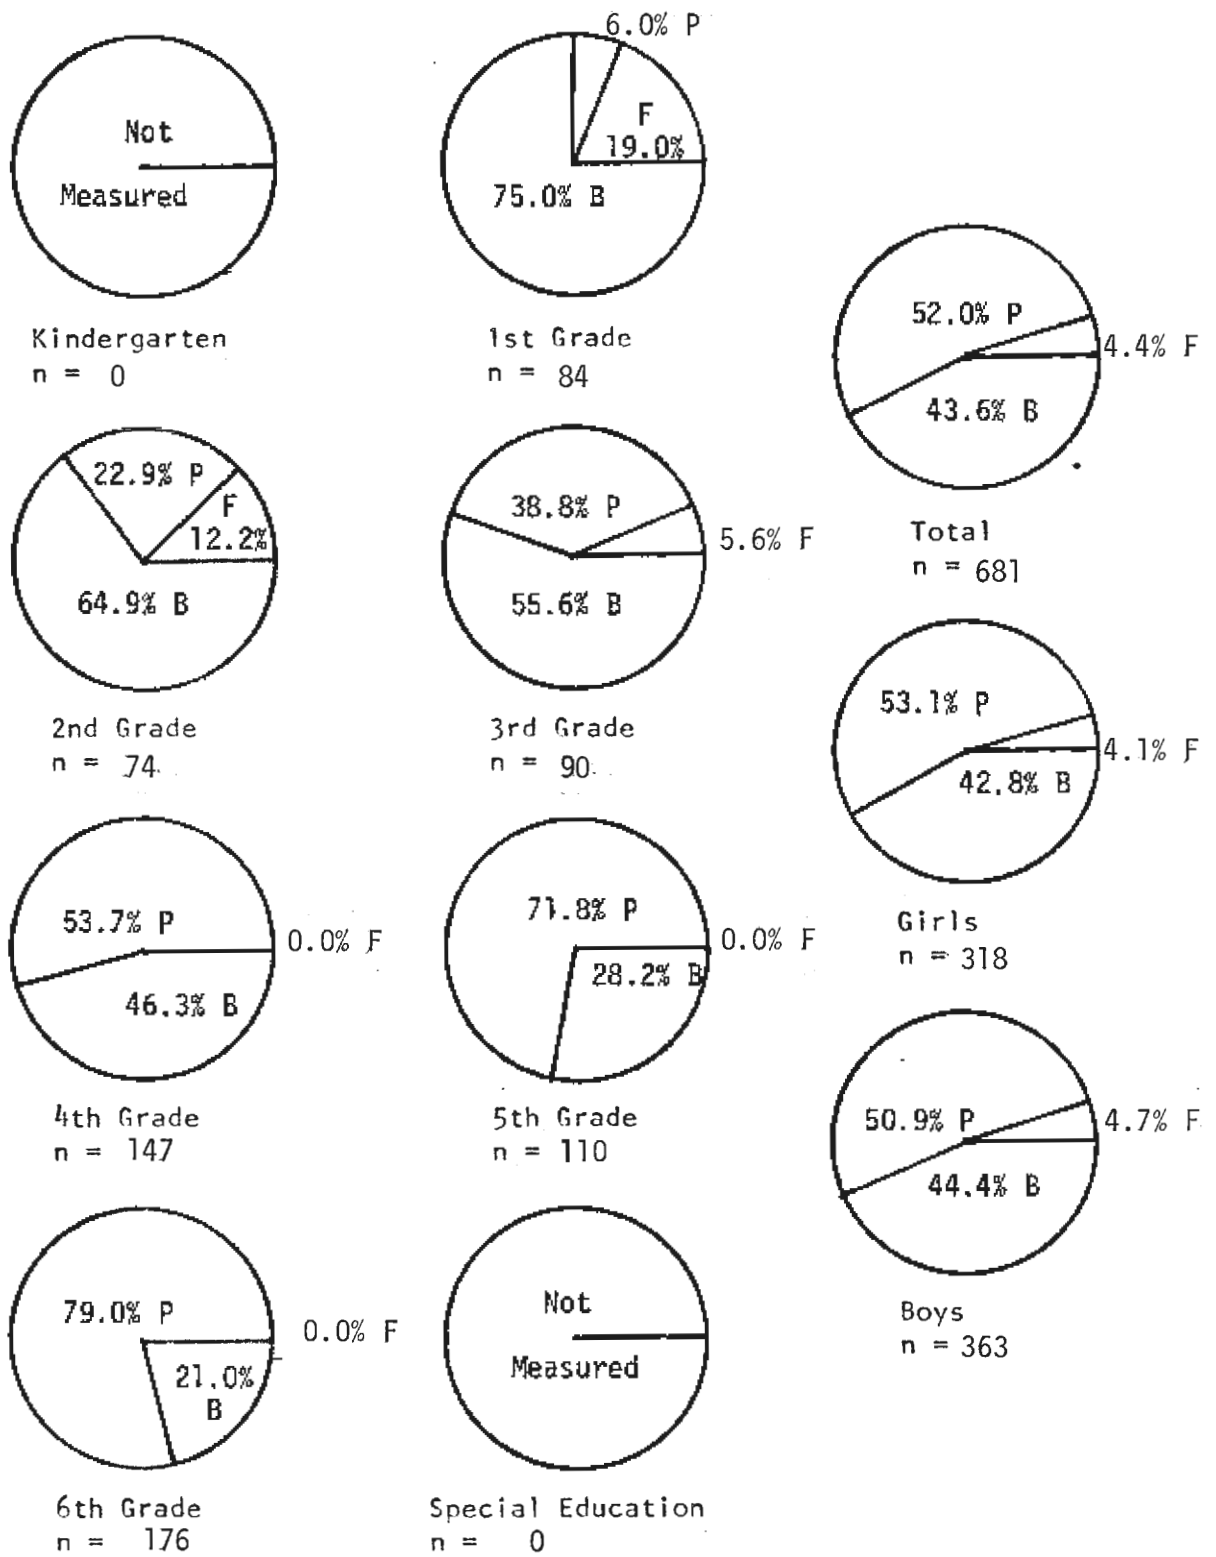 Not
Measured
Kindergarten
n = 0
6.0% P
F
19.0%
75.0% B
1st Grade
n = 84
22.9% P
F
12.2%
64.9% B
2nd Grade
n = 74
38.8% P
5.6% F
55.6% B
3rd Grade
n = 90
53.7% P
0.0% F
46.3% B
4th Grade
n = 147
71.8% P
0.0% F
28.2% B
5th Grade
n = 110
79.0% P
0.0% F
21.0%
B
6th Grade
n = 176
Not
Measured
Special Education
n = 0
52.0% P
4.4% F
43.6% B
Total
n = 681
53.1% P
4.1% F
42.8% B
Girls
n = 318
50.9% P
4.7% F
44.4% B
Boys
n = 363